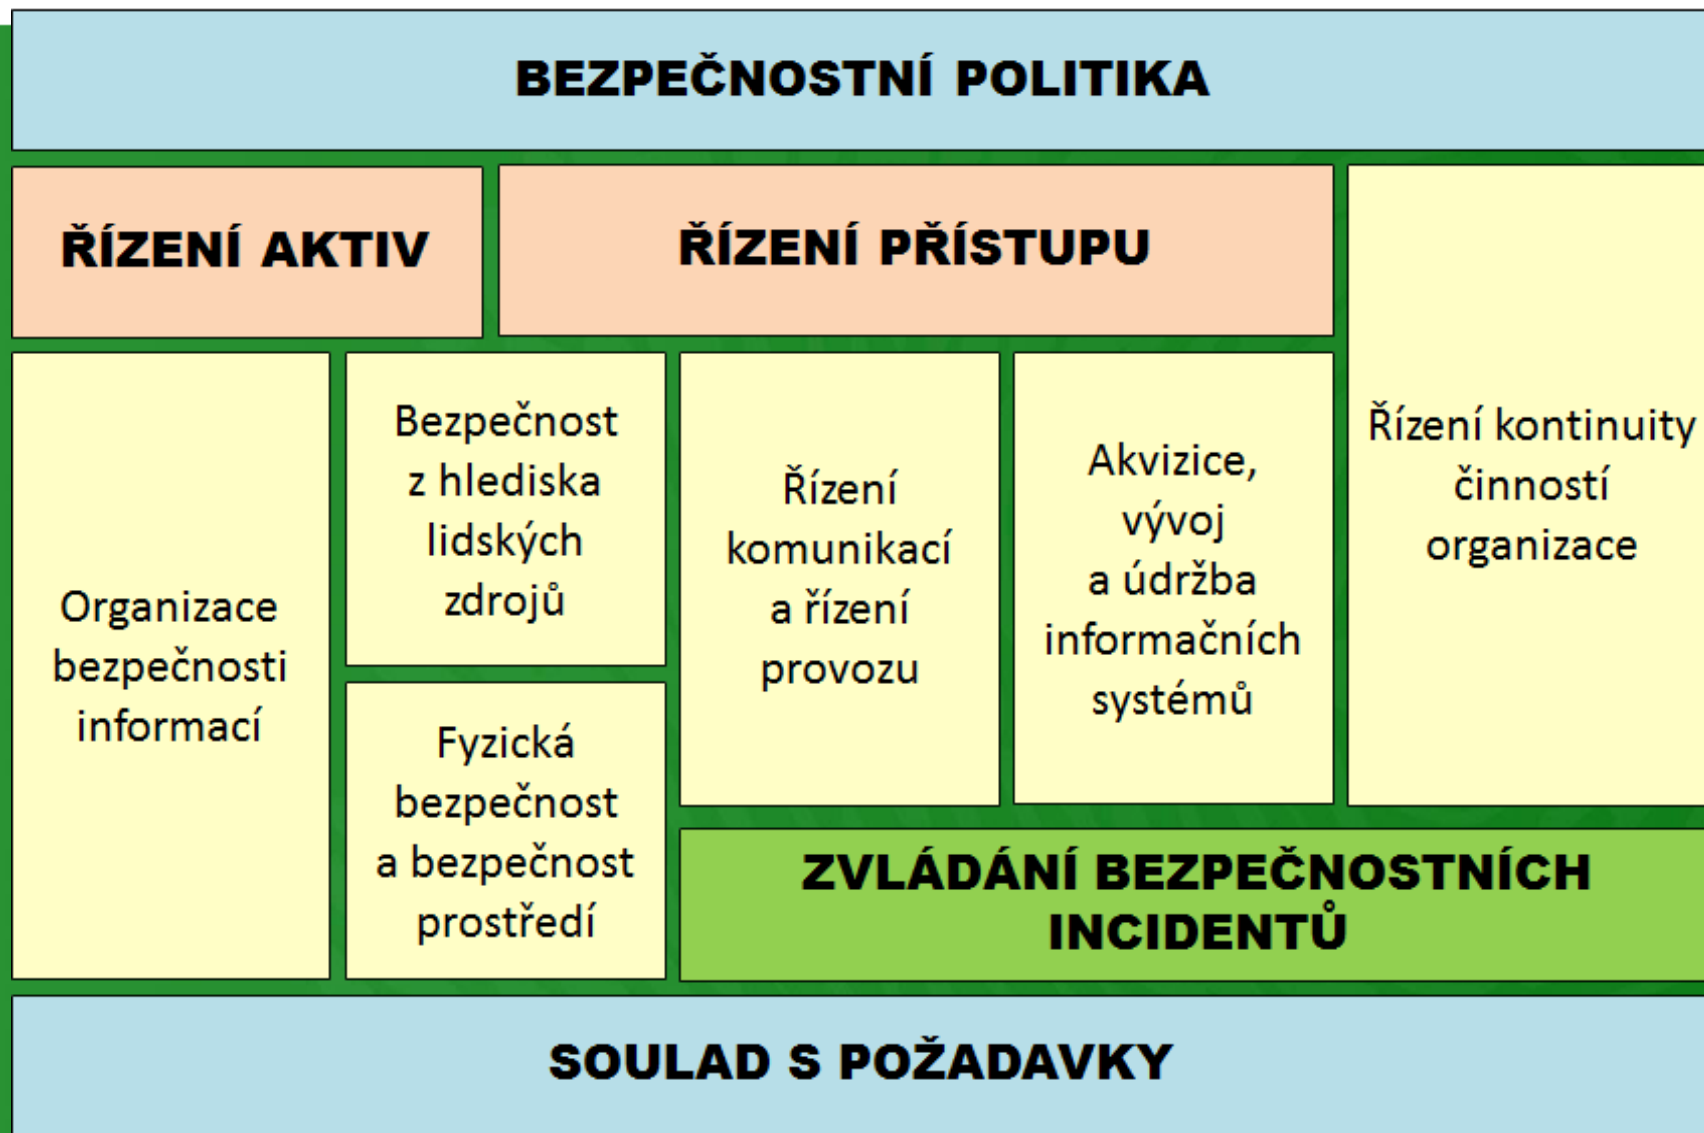 BEZPEČNOSTNÍ POLITIKA
ŘÍZENÍ AKTIV
ŘÍZENÍ PŘÍSTUPU
Organizace
bezpečnosti
informací
Bezpečnost
z hlediska
lidských
zdrojů
Fyzická
bezpečnost
a bezpečnost
prostředí
Řízení
komunikací
a řízení
provozu
Akvizice,
vývoj
a údržba
informačních
systémů
Řízení kontinuity
činností
organizace
ZVLÁDÁNÍ BEZPEČNOSTNÍCH
INCIDENTŮ
SOULAD S POŽADAVKY